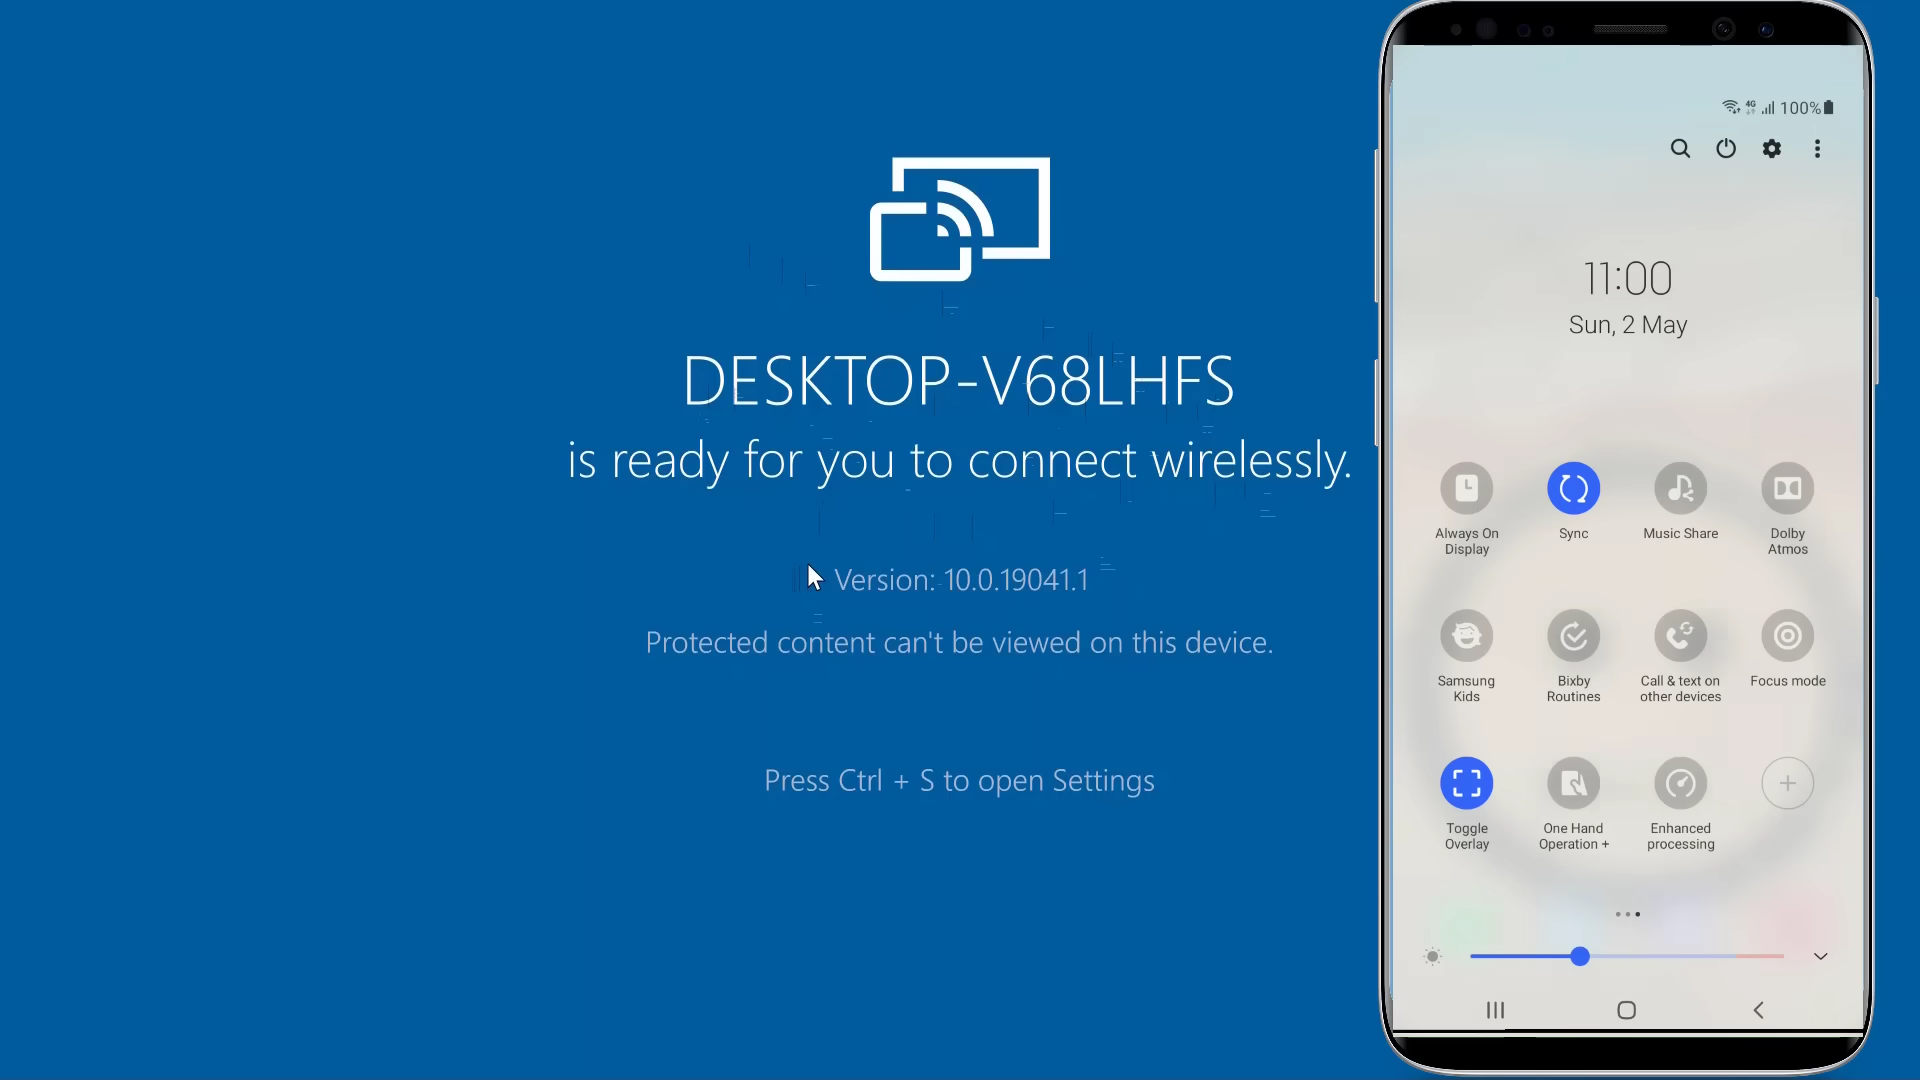 DESKTOP-V68LHFS
is ready for you to connect wirelessly.
Version: 10.0.19041.1
Protected content can't be viewed on this device.
Press Ctrl + S to open Settings
4G 100%
11:00
Sun, 2 May
Always On
Display
Sync
Music Share
Dolby
Atmos
Samsung
Kids
Bixby
Routines
Call & text on
other devices
Focus mode
Toggle
Overlay
One Hand
Operation +
Enhanced
processing